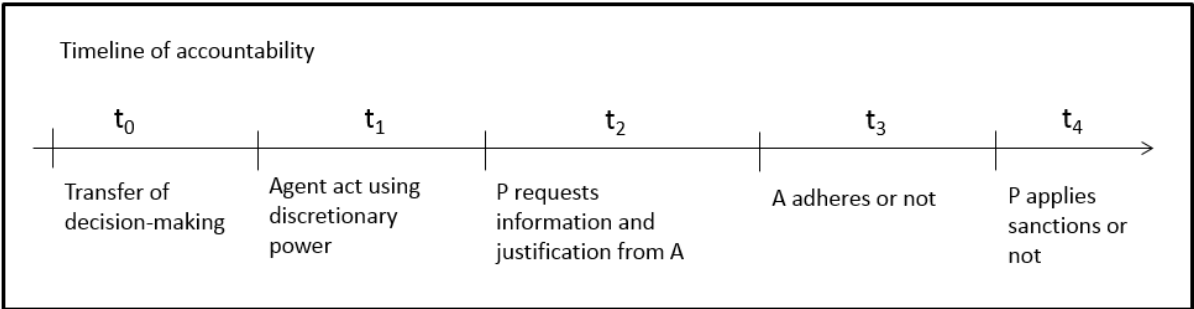 Timeline of accountability
t₀ t₁ t₂ t₃ t₄
Transfer of
decision-making
Agent act using
discretionary
power
P requests
information and
justification from A
A adheres or not
P applies
sanctions or
not